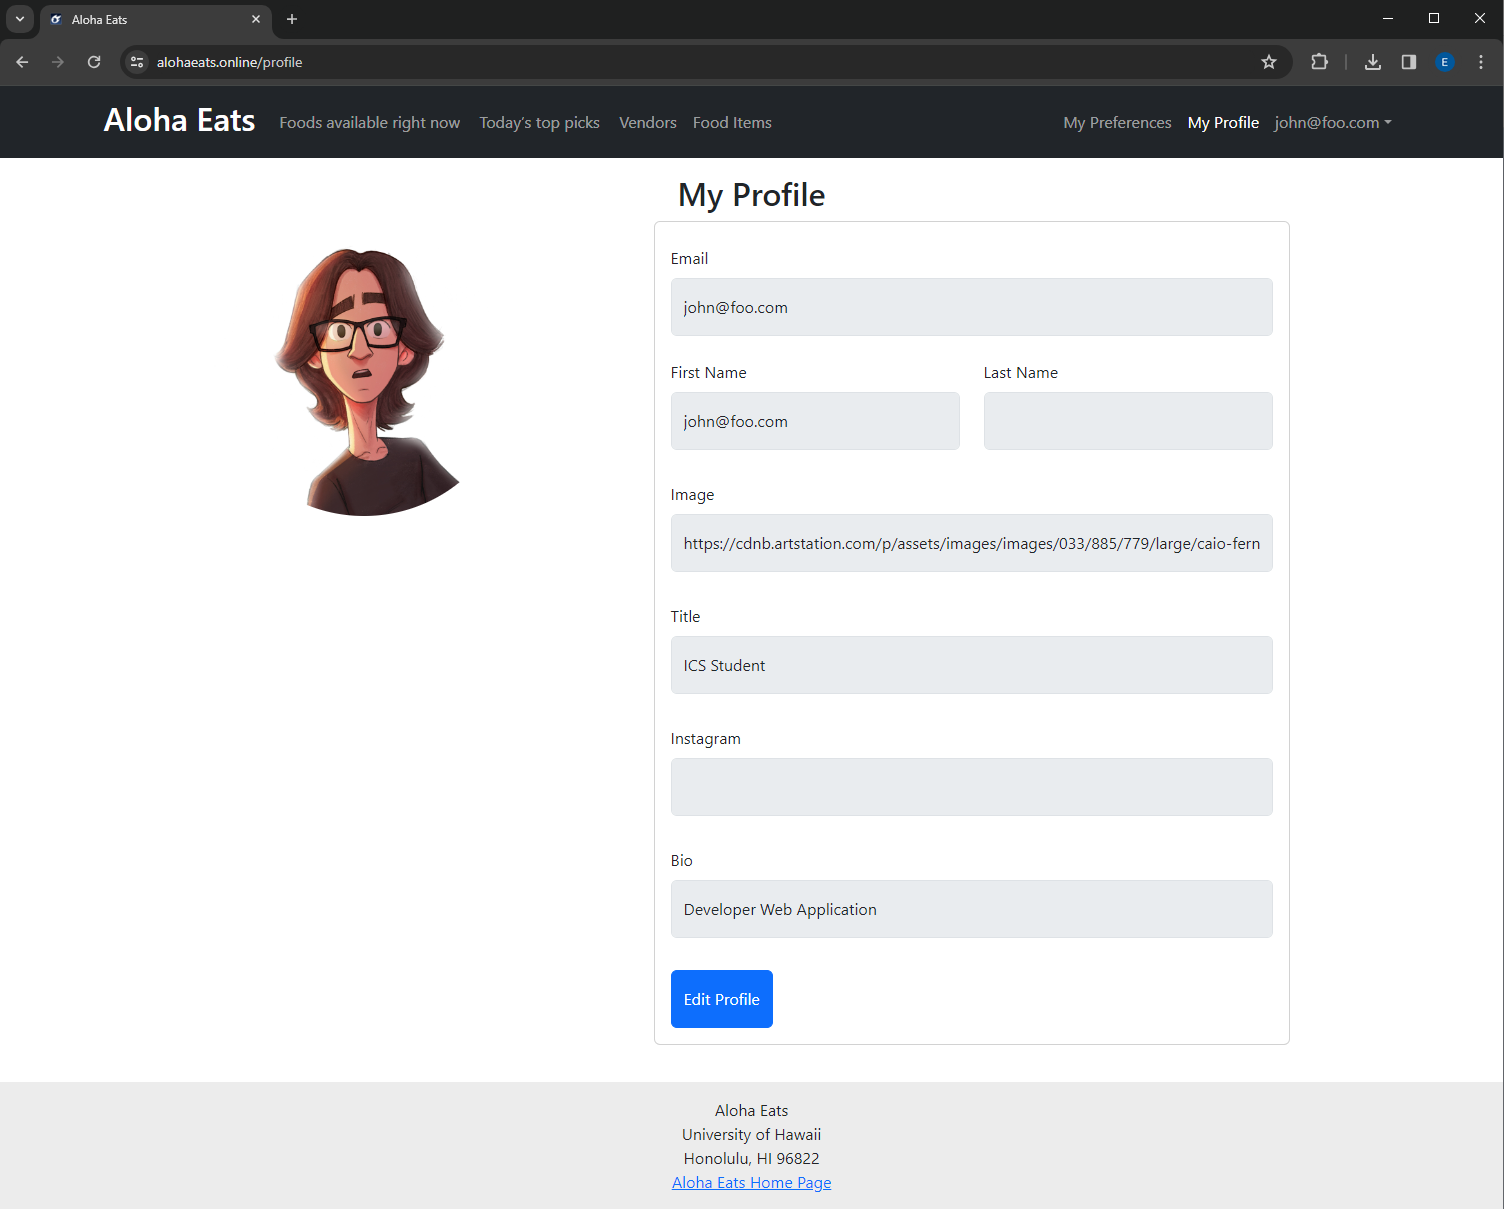 Aloha Eats
alohaeats.online/profile
E
Aloha Eats
Foods available right now
Today's top picks
Vendors
Food Items
My Preferences
My Profile
john@foo.com
My Profile
Email
john@foo.com
First Name
Last Name
john@foo.com
Image
https://cdnb.artstation.com/p/assets/images/images/033/885/779/large/caio-fern
Title
ICS Student
Instagram
Bio
Developer Web Application
Edit Profile
Aloha Eats
University of Hawaii
Honolulu, HI 96822
Aloha Eats Home Page